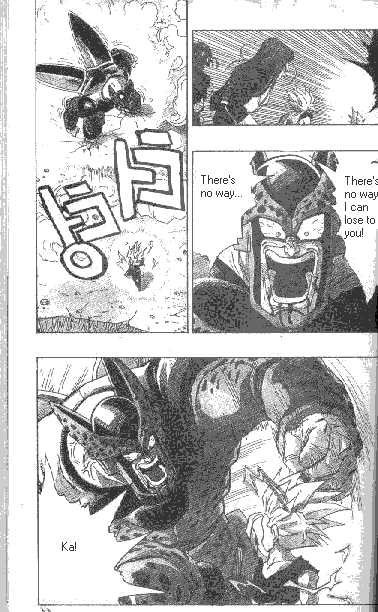 There's
no way...
There's
no way
I can
lose to
you!
Ka!